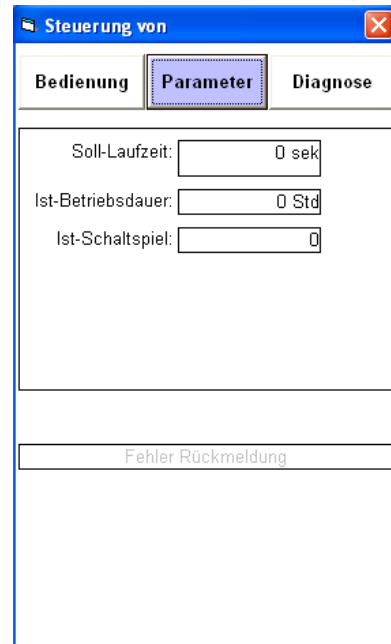 Steuerung von
Bedienung Parameter Diagnose
Soll-Laufzeit: 0 sek
Ist-Betriebsdauer: 0 Std
Ist-Schaltspiel: 0
Fehler Rückmeldung